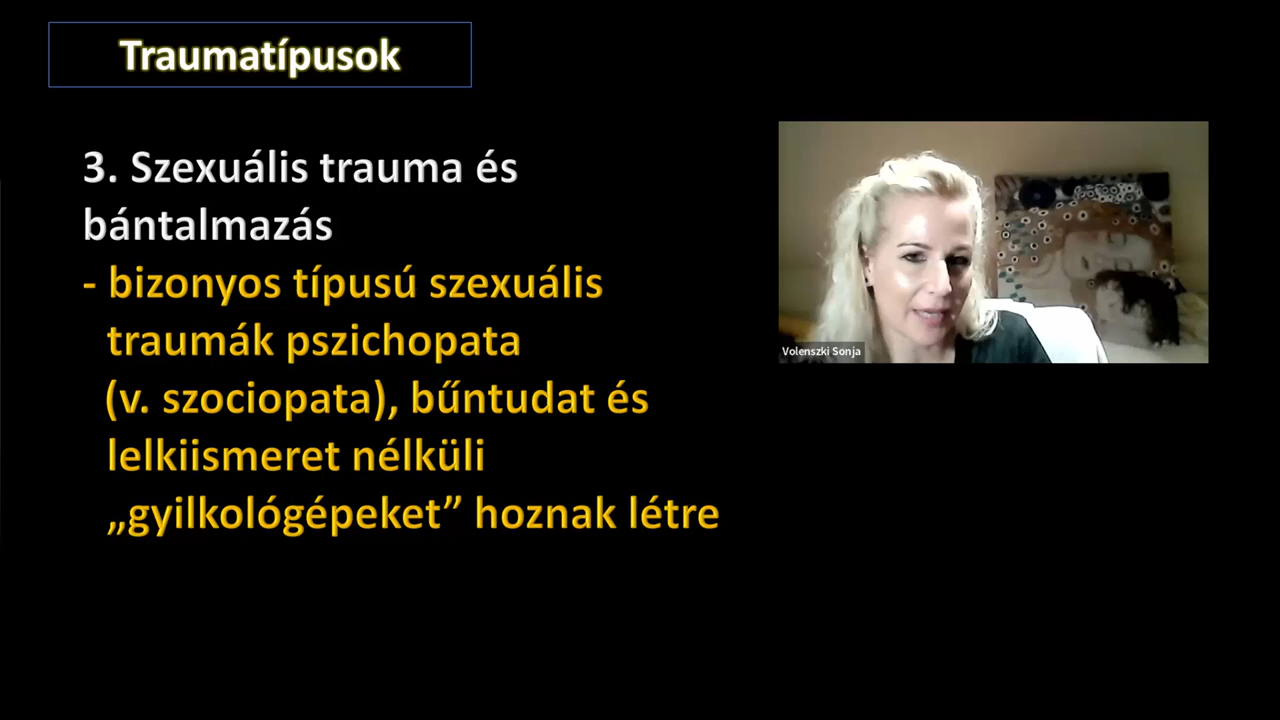 Traumatípusok
3. Szexuális trauma és
bántalmazás
- bizonyos típusú szexuális
traumák pszichopata
(v. szociopata), bűntudat és
lelkiismeret nélküli
„gyilkológépeket” hoznak létre
Volenszki Sonja